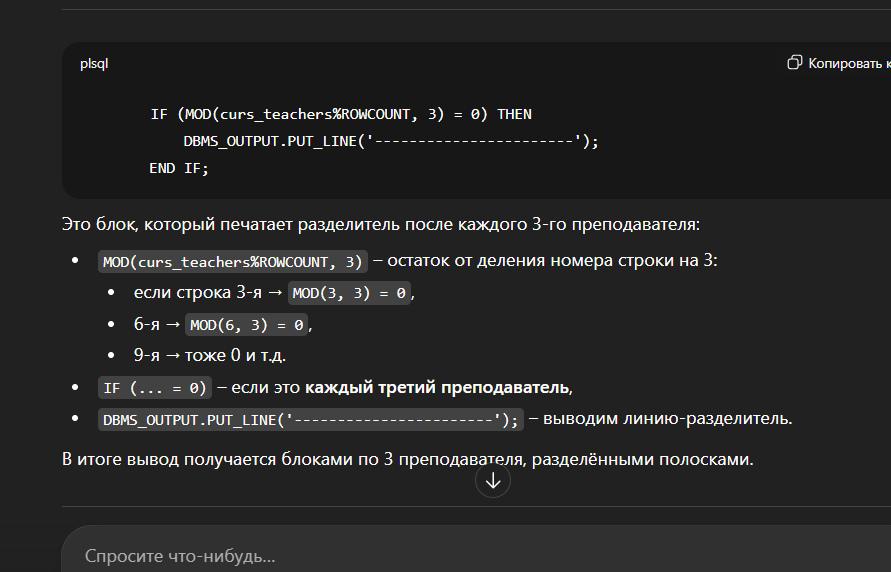 plsql
Копировать к
IF (MOD(curs_teachers%ROWCOUNT, 3) = 0) THEN
DBMS_OUTPUT.PUT_LINE('-----------------------');
END IF;
Это блок, который печатает разделитель после каждого 3-го преподавателя:
• MOD(curs_teachers%ROWCOUNT, 3) – остаток от деления номера строки на 3:
• если строка 3-я → MOD(3, 3) = 0,
• 6-я → MOD(6, 3) = 0,
• 9-я → тоже 0 и т.д.
• IF (... = 0) – если это каждый третий преподаватель,
• DBMS_OUTPUT.PUT_LINE('-----------------------'); – выводим линию-разделитель.
В итоге вывод получается блоками по 3 преподавателя, разделёнными полосками.
Спросите что-нибудь...